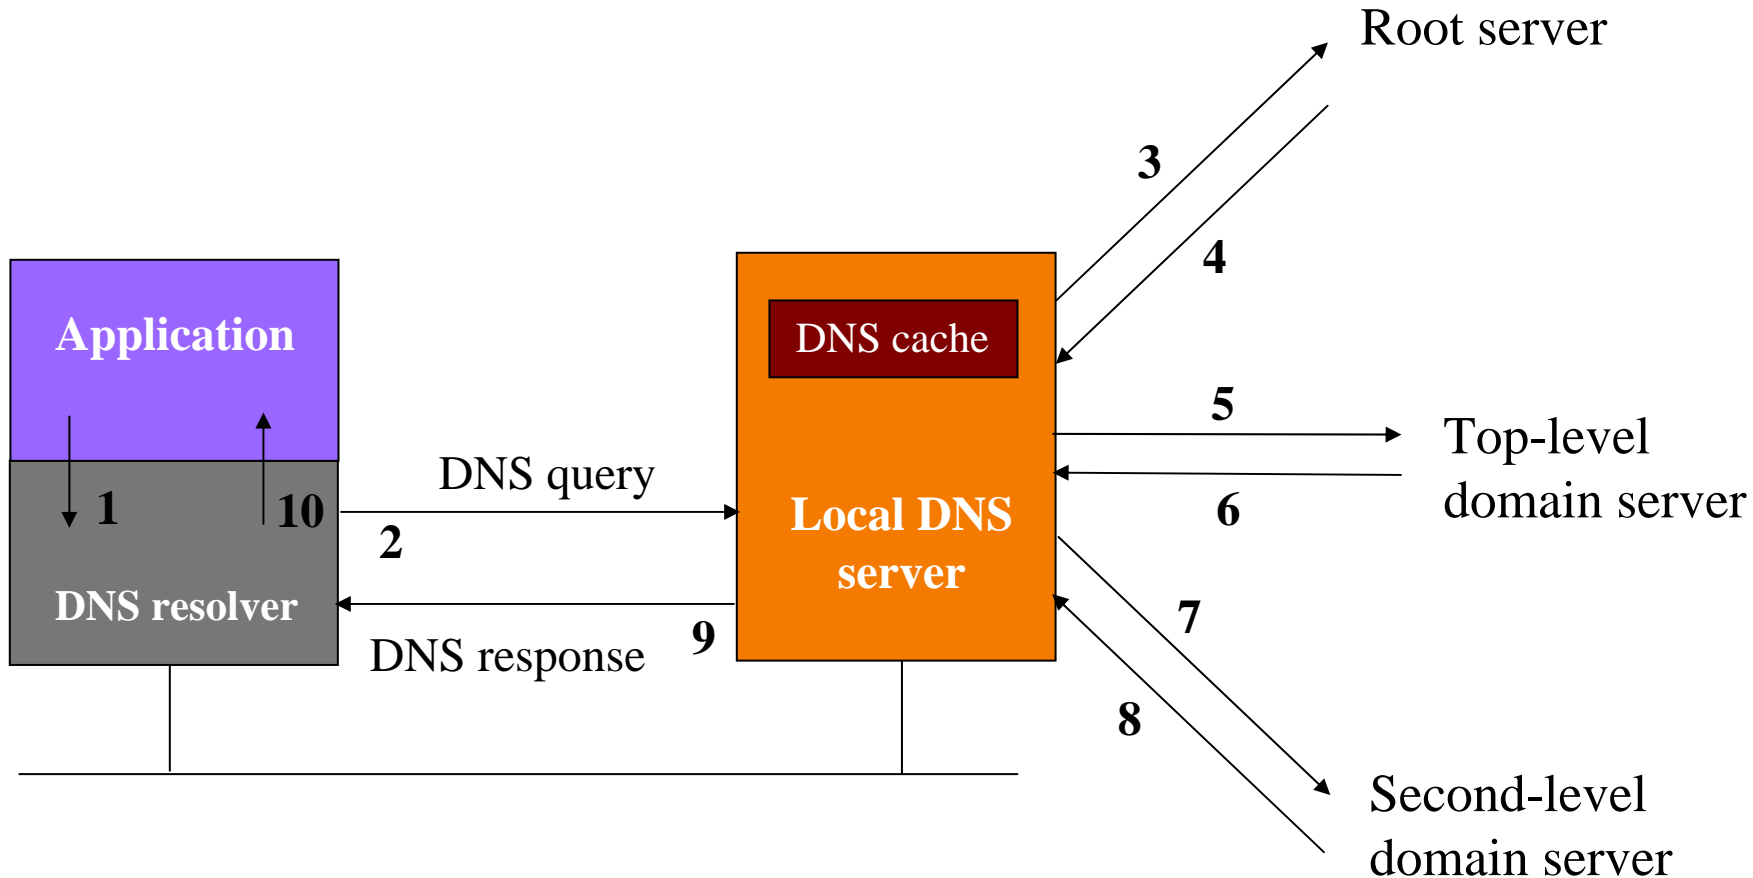 Root server
3
4
Application
DNS cache
5
Top-level
domain server
6
1
10
DNS query
2
Local DNS
server
DNS resolver
9
DNS response
7
8
Second-level
domain server